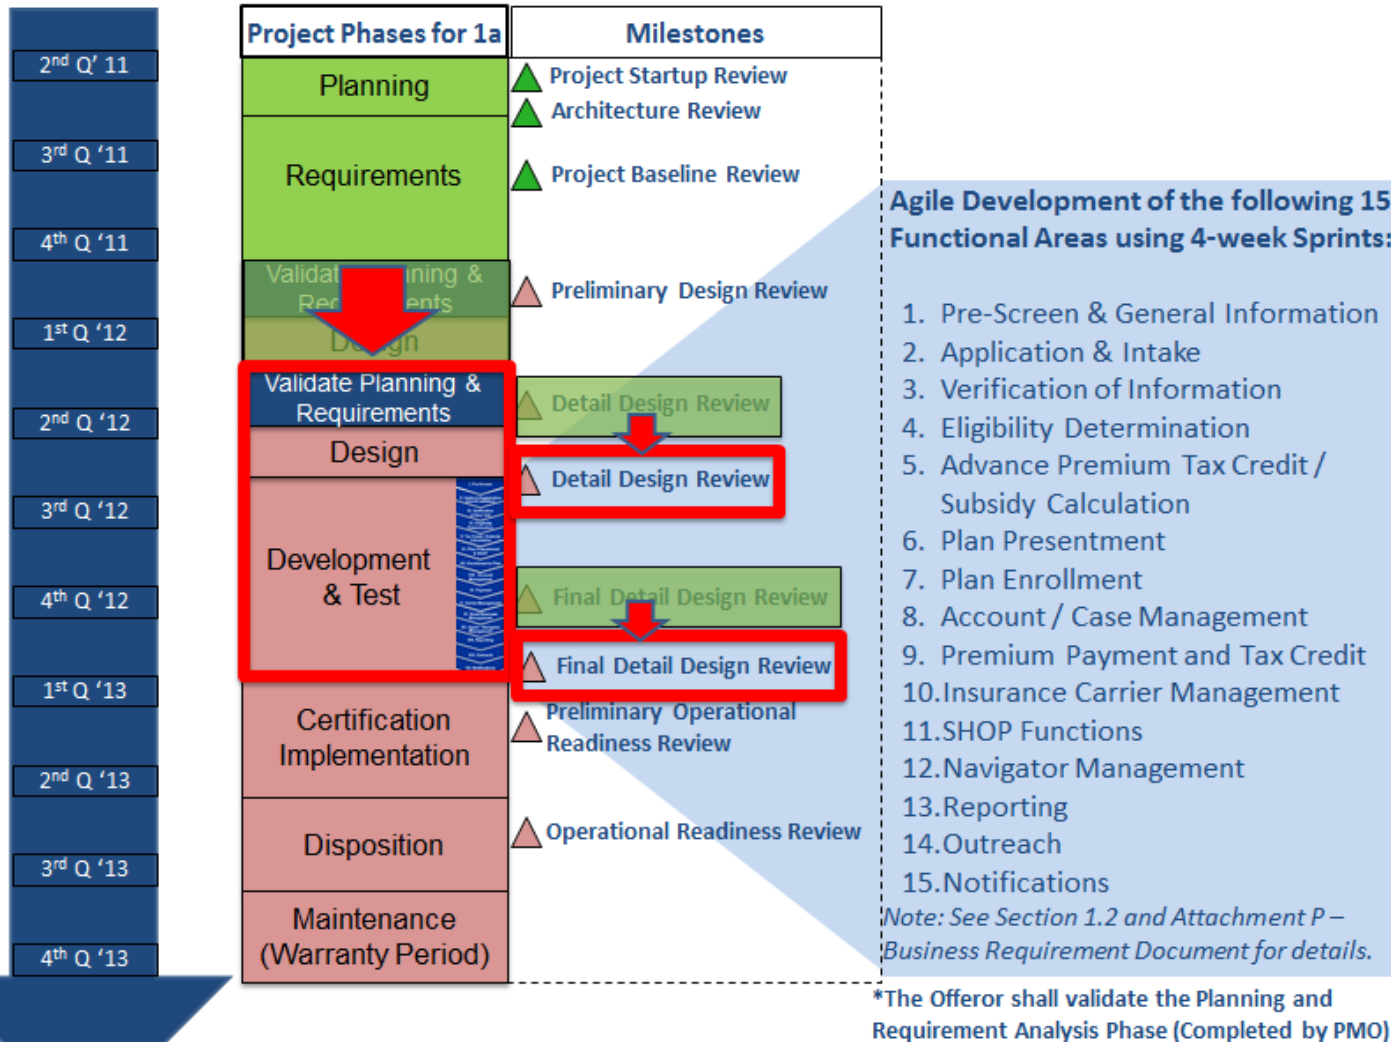 Project Phases for 1a
Milestones
2nd Q' 11
3rd Q '11
4th Q '11
1st Q '12
2nd Q '12
3rd Q '12
4th Q '12
1st Q '13
2nd Q '13
3rd Q '13
4th Q '13
Planning
Requirements
Design
Validate Planning &
Requirements
Design
Development
& Test
Certification
Implementation
Disposition
Maintenance
(Warranty Period)
Project Startup Review
Architecture Review
Project Baseline Review
Preliminary Design Review
Detail Design Review
Detail Design Review
Final Detail Design Review
Final Detail Design Review
Preliminary Operational
Readiness Review
Operational Readiness Review
Agile Development of the following 15
Functional Areas using 4-week Sprints:
1. Pre-Screen & General Information
2. Application & Intake
3. Verification of Information
4. Eligibility Determination
5. Advance Premium Tax Credit /
Subsidy Calculation
6. Plan Presentment
7. Plan Enrollment
8. Account / Case Management
9. Premium Payment and Tax Credit
10.Insurance Carrier Management
11.SHOP Functions
12.Navigator Management
13.Reporting
14.Outreach
15.Notifications
Note: See Section 1.2 and Attachment P –
Business Requirement Document for details.
*The Offeror shall validate the Planning and
Requirement Analysis Phase (Completed by PMO)